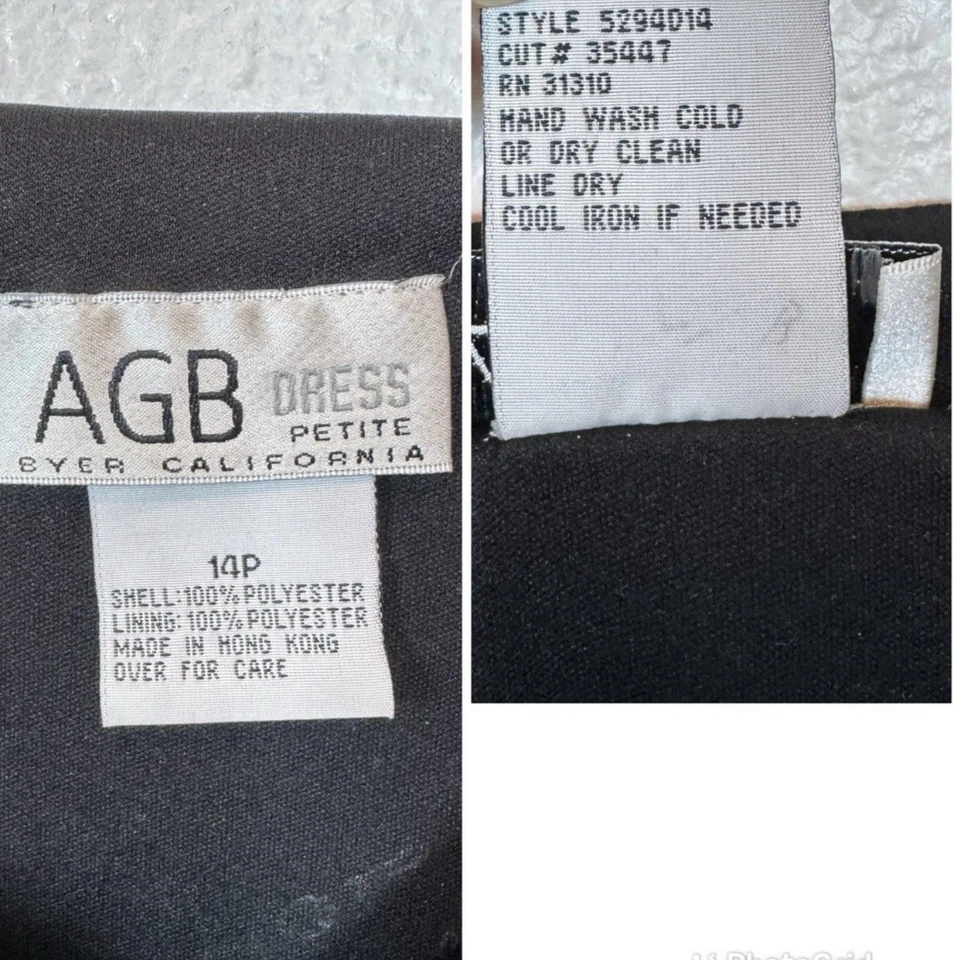 AGB DRESS
PETITE
BYER CALIFORNIA
14P
SHELL:100% POLYESTER
LINING: 100% POLYESTER
MADE IN HONG KONG
OVER FOR CARE
STYLE 5294D14
CUT# 35447
RN 31310
HAND WASH COLD
OR DRY CLEAN
LINE DRY
COOL IRON IF NEEDED